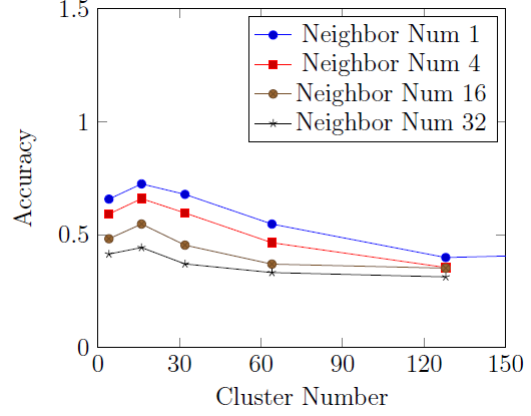 1.5
1
0.5
0
Accuracy
Neighbor Num 1
Neighbor Num 4
Neighbor Num 16
Neighbor Num 32
0 30 60 90 120 150
Cluster Number